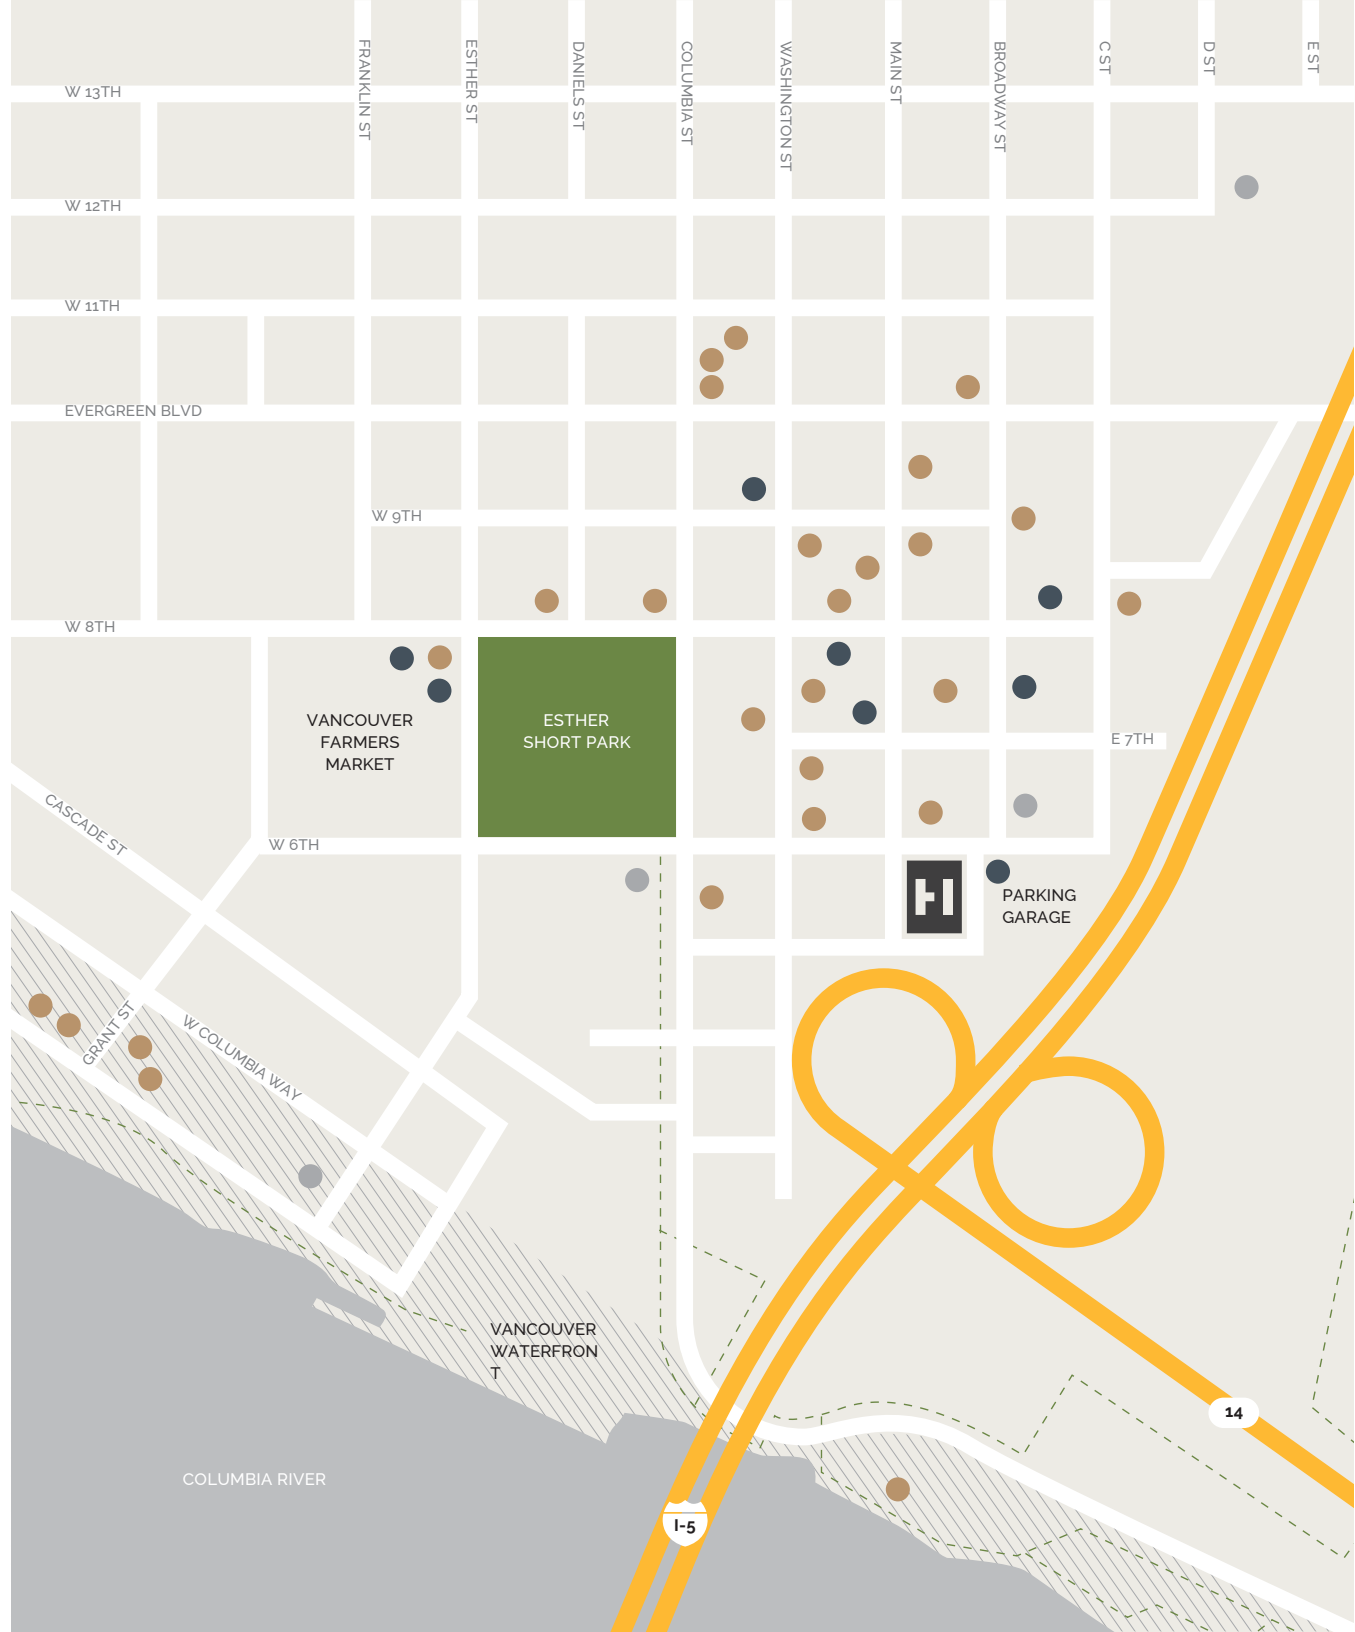 FRANKLIN ST
ESTHER ST
DANIELS ST
COLUMBIA ST
WASHINGTON ST
MAIN ST
BROADWAY ST
C ST
D ST
E ST
W 13TH
W 12TH
W 11TH
EVERGREEN BLVD
W 9TH
W 8TH
VANCOUVER
FARMERS
MARKET
ESTHER
SHORT PARK
E 7TH
CASCADE ST
W 6TH
H
PARKING
GARAGE
GRANT ST
W COLUMBIA WAY
VANCOUVER
WATERFRON
T
14
COLUMBIA RIVER
I-5